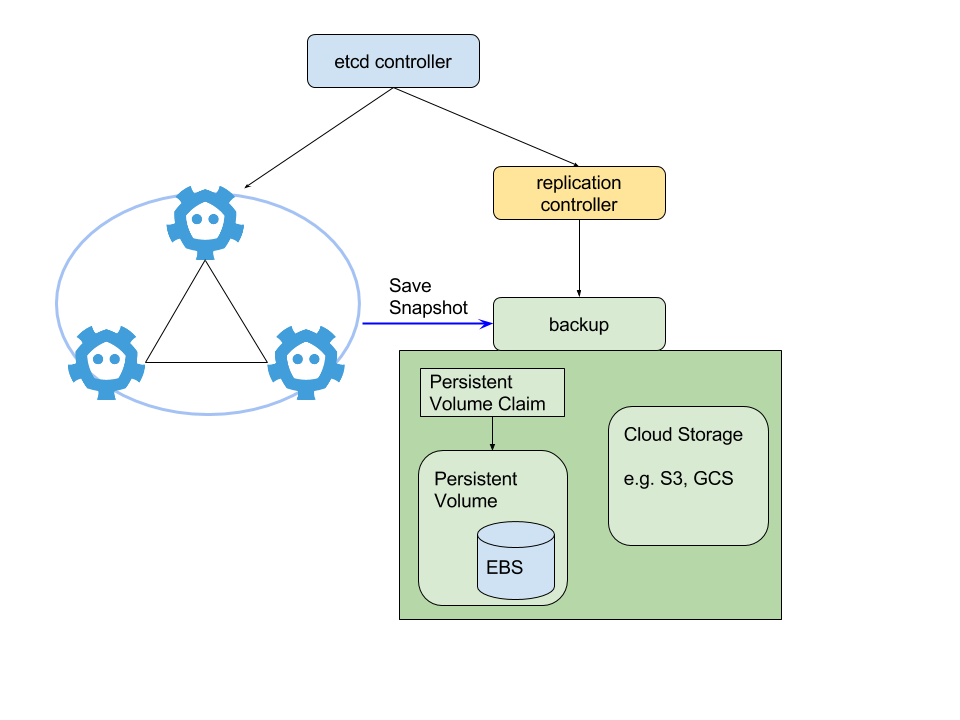 etcd controller
replication
controller
Save
Snapshot
backup
Persistent
Volume Claim
Cloud Storage
e.g. S3, GCS
Persistent
Volume
EBS